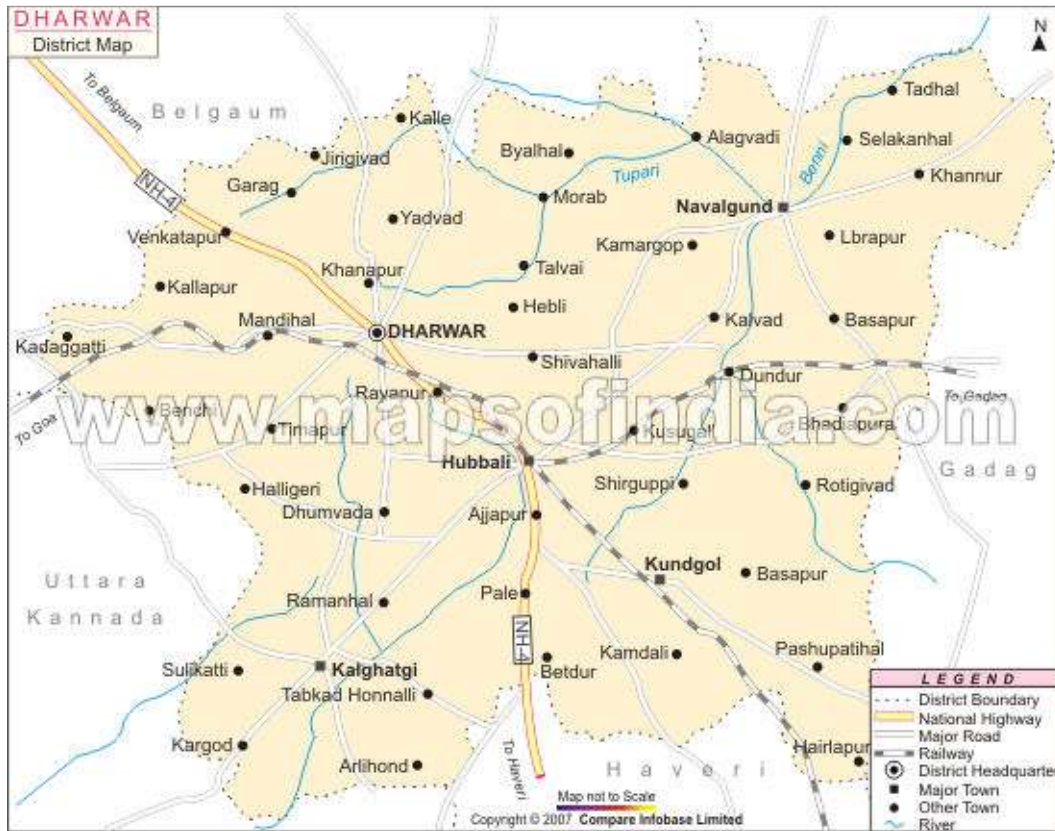 DHARWAR
District Map
N
To Belgaum
Belgaum
Kalle
Tadhal
Jirigivad
Byalhal
Alagvadi
Selakanhal
NH-4
Garag
Tupari
Benni
Khannur
Morab
Navalgund
Yadvad
Venkatapur
Kamargop
Lbrapur
Khanapur
Talvai
Kallapur
Hebli
Mandihal
DHARWAR
Kalvad
Basapur
Kadaggatti
Shivahalli
Rayapur
Dundur
To Goa
Benchi
www.mapsofindia.com
To Gadag
Timapur
Kusugall
Bhadiapura
Hubbali
Gadag
Halligeri
Shirguppi
Rotigivad
Dhumvada
Ajjapur
Uttara
Kannada
Kundgol
Basapur
Ramanhal
Pale
NH-4
Sulikatti
Kalghatgi
Betdur
Kamdali
Pashupatihal
Tabkad Honnalli
Kargod
Arlihond
To Haveri
Haveri
Hairlapur
LEGEND
District Boundary
National Highway
Major Road
Railway
District Headquarte
Major Town
Other Town
River
Map not to Scale
Copyright © 2007 Compare Infobase Limited